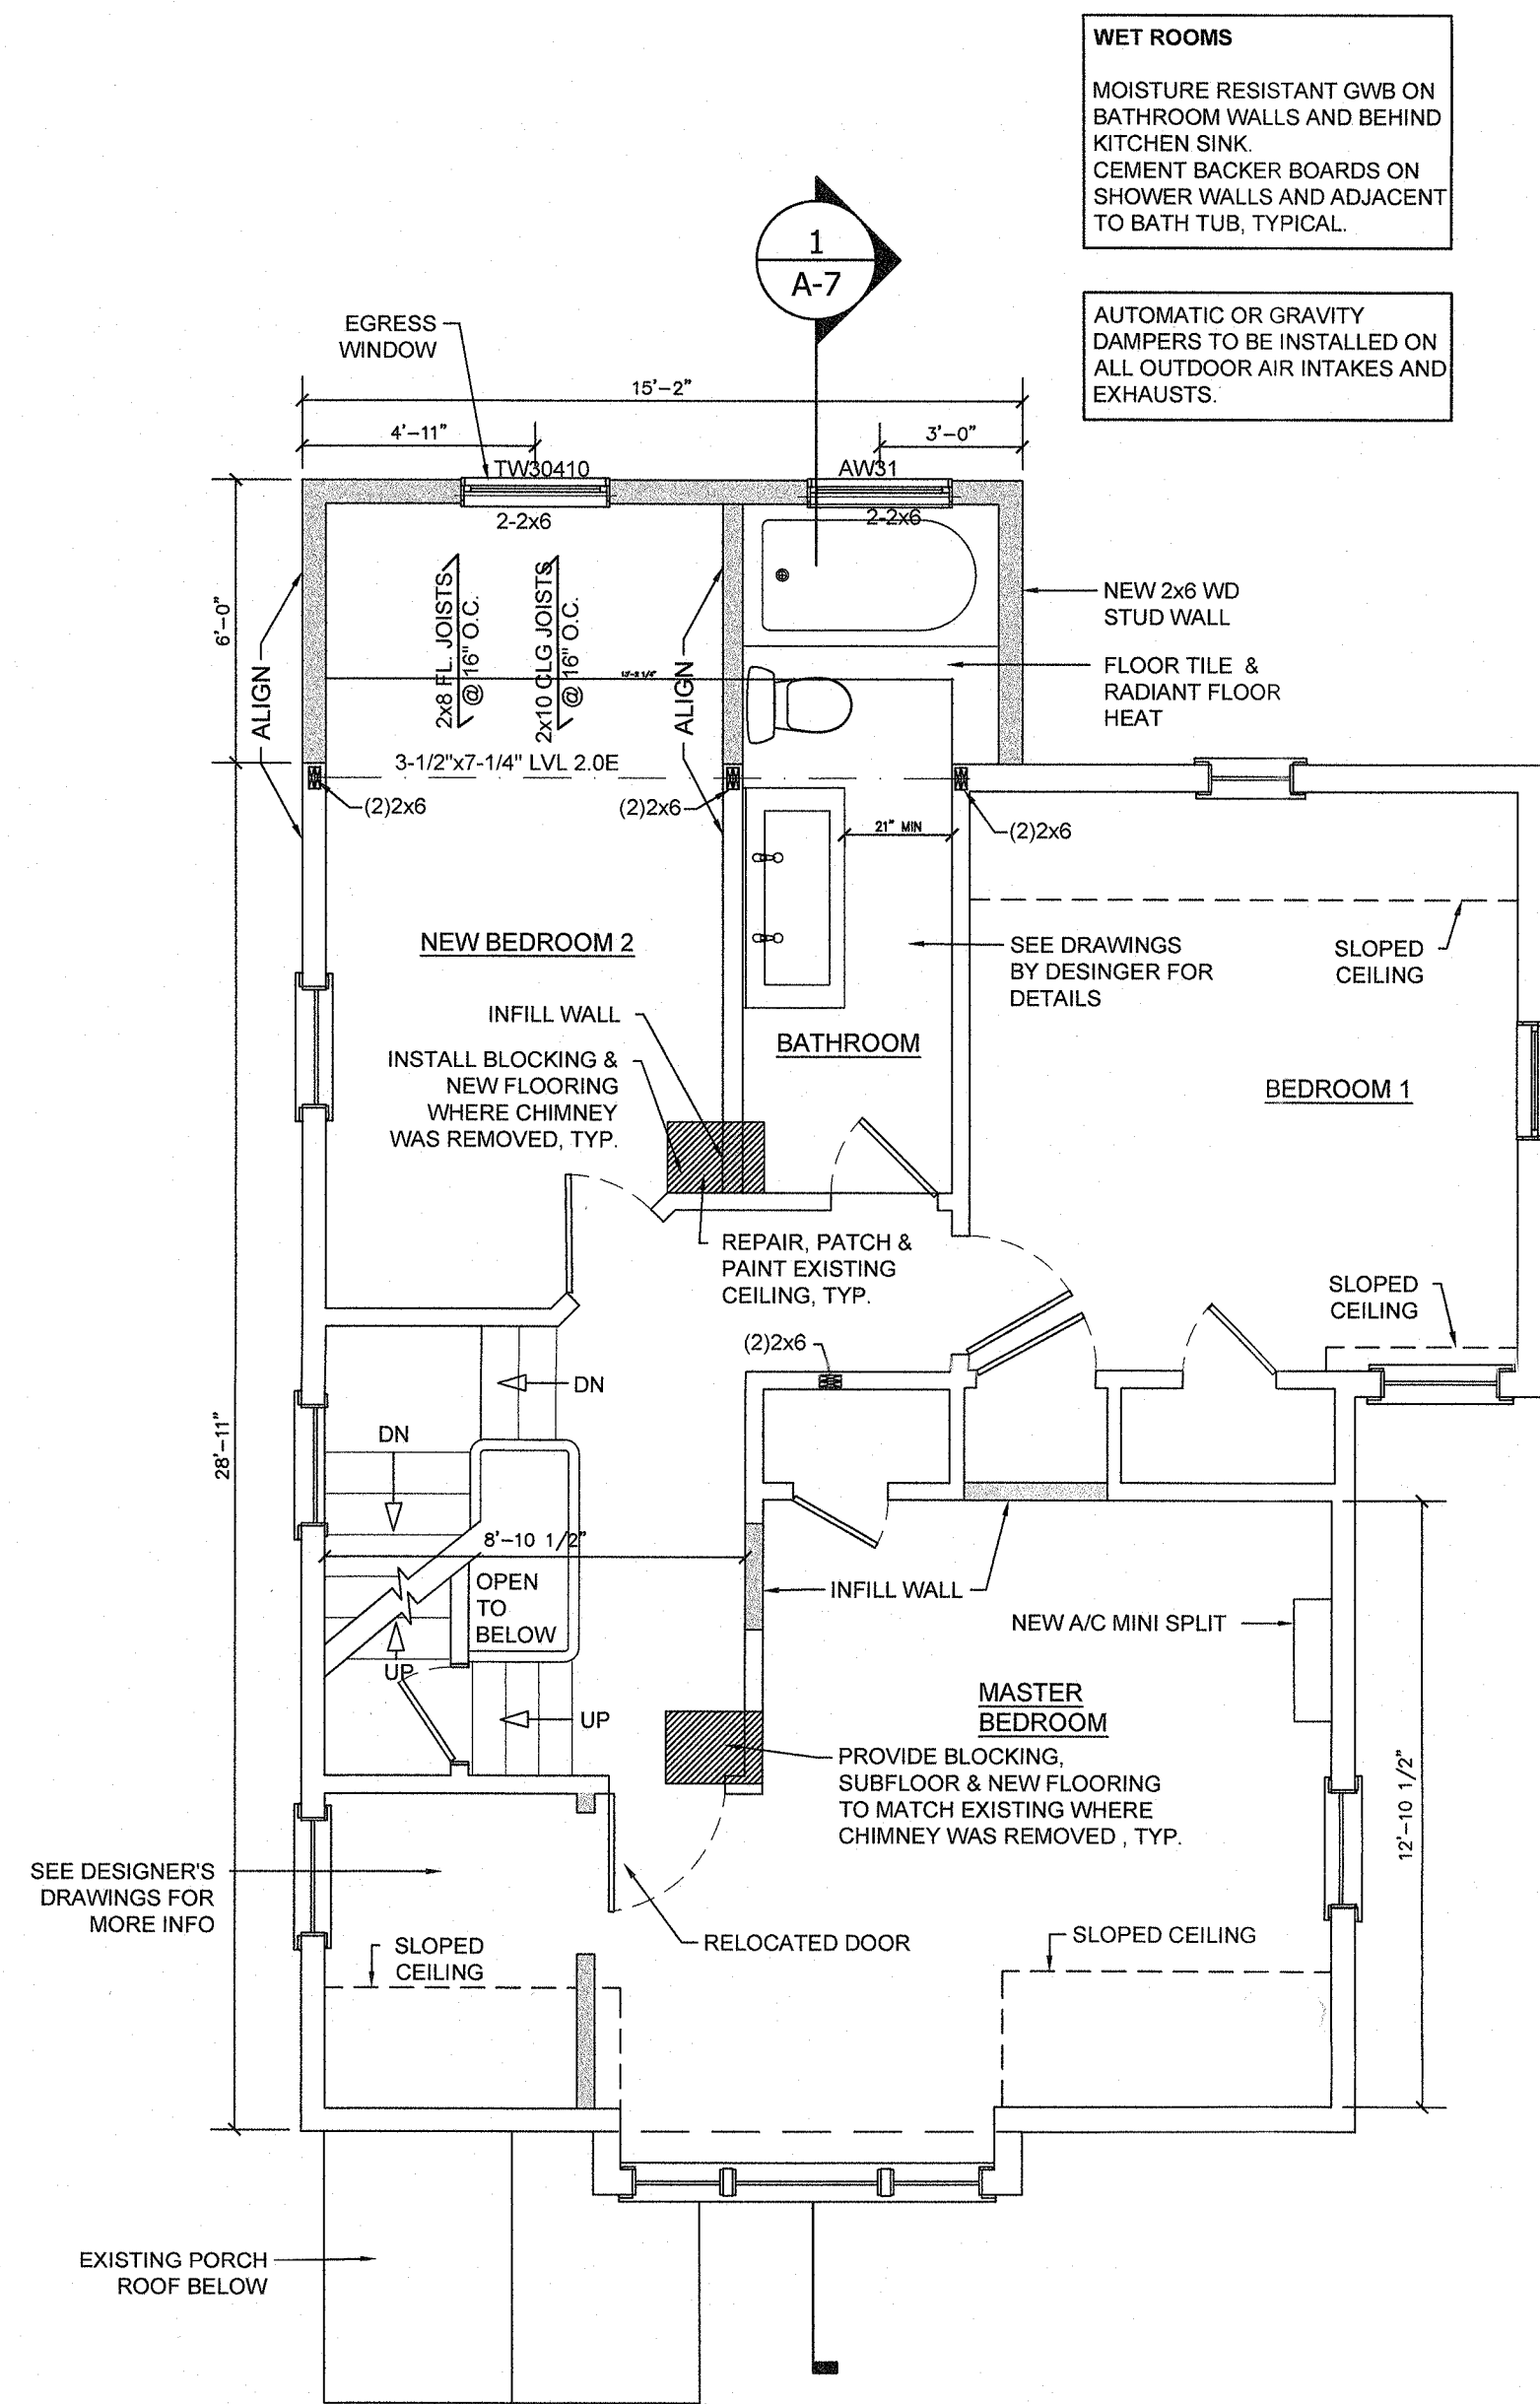 WET ROOMS
MOISTURE RESISTANT GWB ON
BATHROOM WALLS AND BEHIND
KITCHEN SINK.
CEMENT BACKER BOARDS ON
SHOWER WALLS AND ADJACENT
TO BATH TUB, TYPICAL.
1
A-7
AUTOMATIC OR GRAVITY
DAMPERS TO BE INSTALLED ON
ALL OUTDOOR AIR INTAKES AND
EXHAUSTS.
EGRESS
WINDOW
15'-2"
4'-11"
3'-0"
TW30410
AW31
2-2x6
2-2x6
6'-0"
ALIGN
2x8 FL. JOISTS
@ 16" O.C.
2x10 CLG JOISTS
@ 16" O.C.
ALIGN
NEW 2x6 WD
STUD WALL
FLOOR TILE &
RADIANT FLOOR
HEAT
3-1/2"x7-1/4" LVL 2.0E
(2)2x6
(2)2x6
(2)2x6
21" MIN
NEW BEDROOM 2
SEE DRAWINGS
BY DESINGER FOR
DETAILS
SLOPED
CEILING
INFILL WALL
BATHROOM
INSTALL BLOCKING &
NEW FLOORING
WHERE CHIMNEY
WAS REMOVED, TYP.
BEDROOM 1
REPAIR, PATCH &
PAINT EXISTING
CEILING, TYP.
SLOPED
CEILING
(2)2x6
DN
DN
28'-11"
8'-10 1/2"
OPEN
TO
BELOW
INFILL WALL
NEW A/C MINI SPLIT
UP
UP
MASTER
BEDROOM
PROVIDE BLOCKING,
SUBFLOOR & NEW FLOORING
TO MATCH EXISTING WHERE
CHIMNEY WAS REMOVED , TYP.
12'-10 1/2"
SEE DESIGNER'S
DRAWINGS FOR
MORE INFO
SLOPED
CEILING
RELOCATED DOOR
SLOPED CEILING
EXISTING PORCH
ROOF BELOW